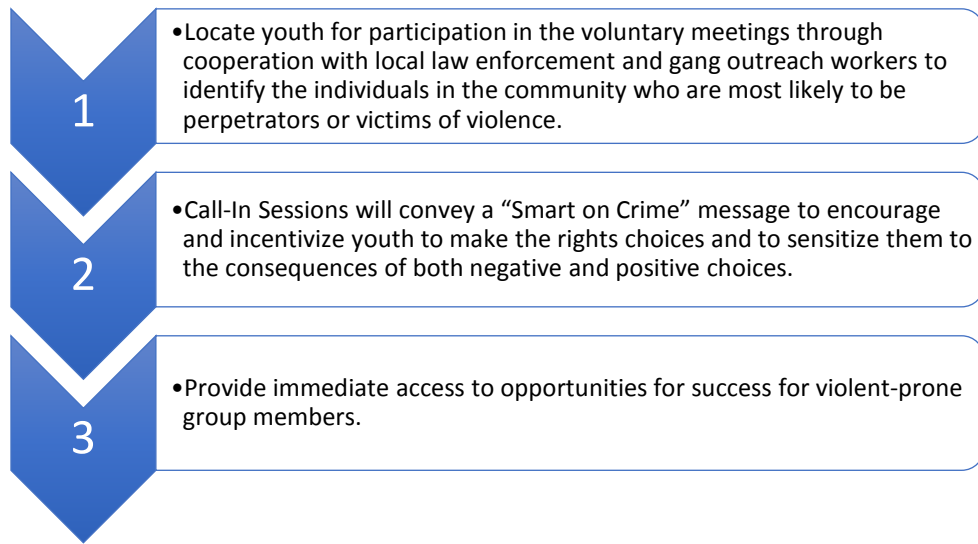 1
•Locate youth for participation in the voluntary meetings through
cooperation with local law enforcement and gang outreach workers to
identify the individuals in the community who are most likely to be
perpetrators or victims of violence.
2
•Call-In Sessions will convey a “Smart on Crime” message to encourage
and incentivize youth to make the rights choices and to sensitize them to
the consequences of both negative and positive choices.
3
•Provide immediate access to opportunities for success for violent-prone
group members.